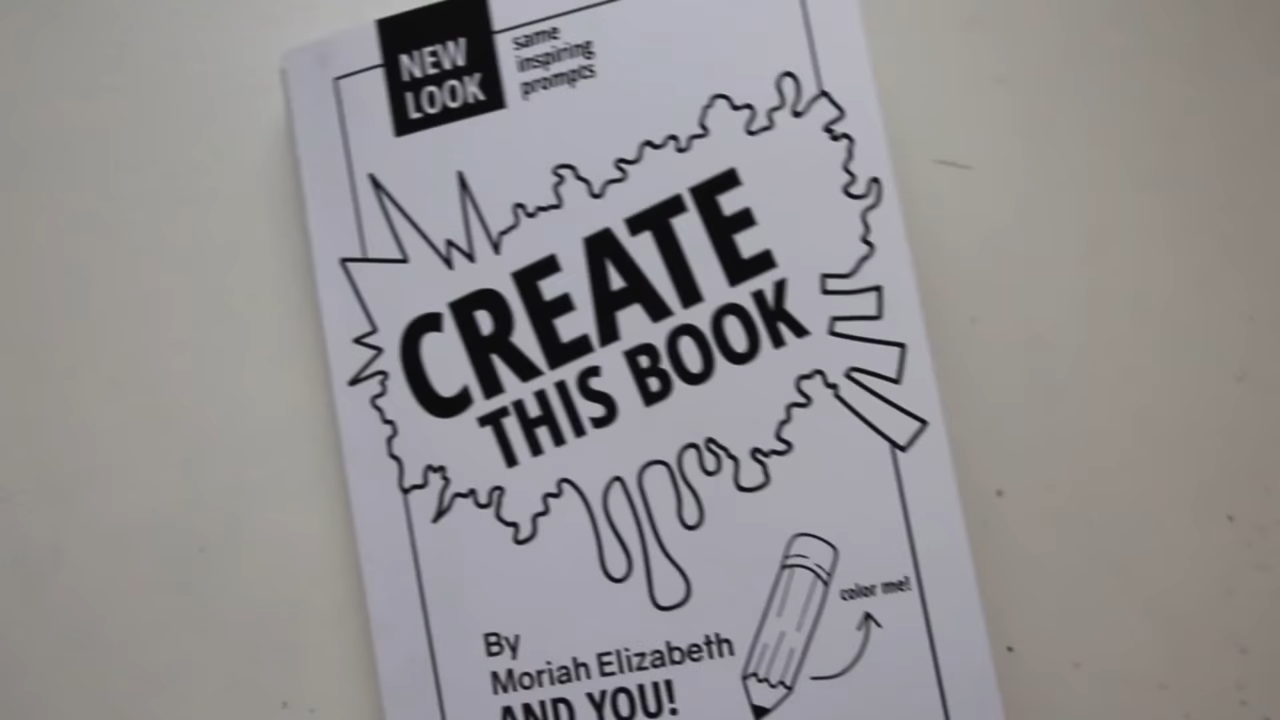 NEW
LOOK
same
inspiring
prompts
CREATE
THIS BOOK
color me!
By
Moriah Elizabeth
AND YOU!